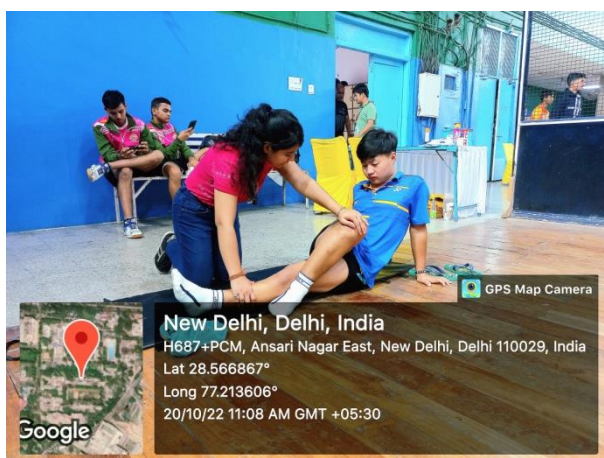 GPS Map Camera
New Delhi, Delhi, India
H687+PCM, Ansari Nagar East, New Delhi, Delhi 110029, India
Lat 28.566867°
Long 77.213606°
20/10/22 11:08 AM GMT +05:30
Google